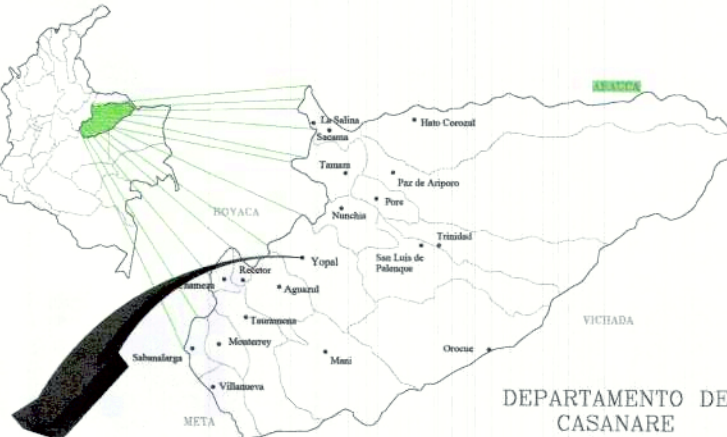 ARAUCA
La Salina
Hato Corozal
Sacama
Tamara
Paz de Ariporo
Pore
BOYACA
Nunchia
Trinidad
San Luis de
Palenque
Yopal
Recetor
Aguazul
Tauramena
VICHADA
Monterrey
Orocue
Sabanalarga
Mani
Villanueva
META
DEPARTAMENTO DE
CASANARE